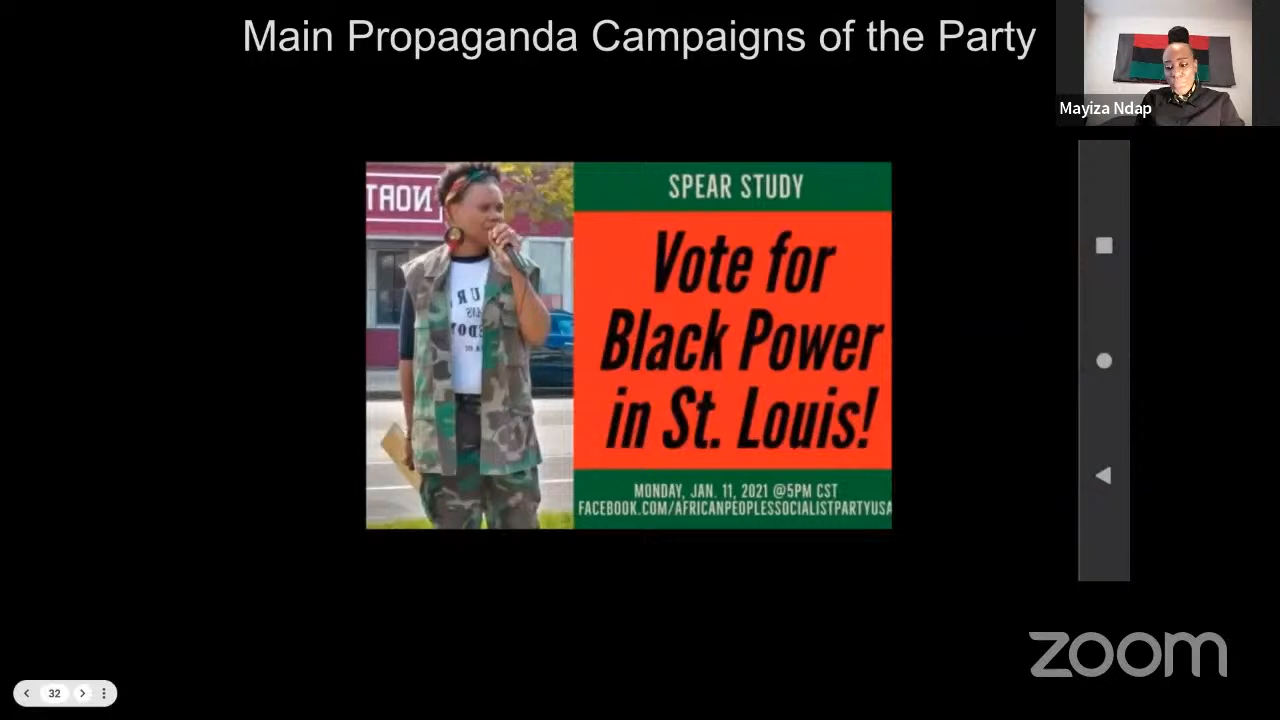 Main Propaganda Campaigns of the Party
Mayiza Ndap
SPEAR STUDY
Vote for
Black Power
in St. Louis!
MONDAY, JAN. 11, 2021 @5PM CST
FACEBOOK.COM/AFRICANPEOPLESSOCIALISTPARTYUSA
zoom
32